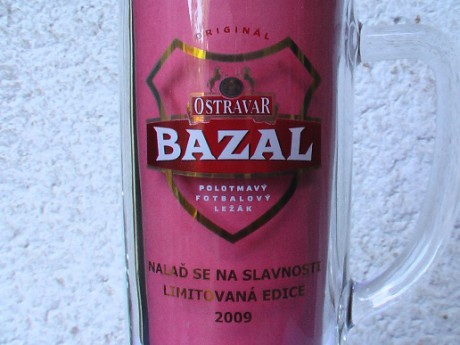 ORIGINÁL
OSTRAVAR
BAZAL
POLOTMAVÝ
FOTBALOVÝ
LEŽÁK
NALAĎ SE NA SLAVNOSTI
LIMITOVANÁ EDICE
2009